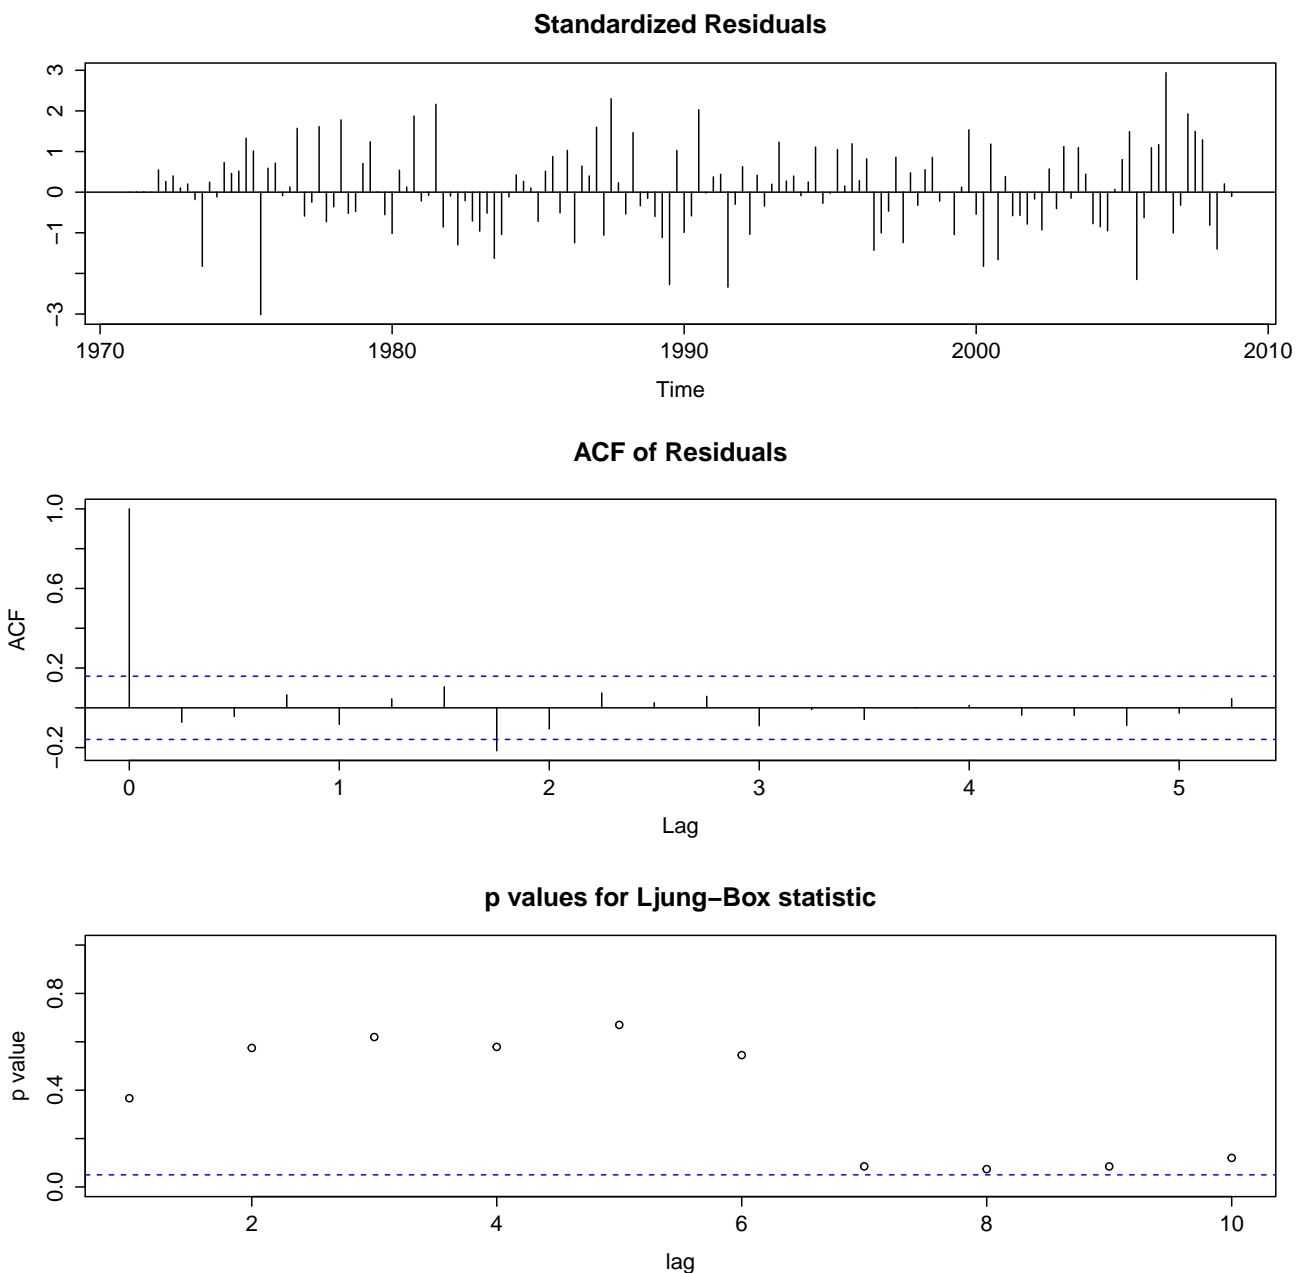 Standardized Residuals
3
2
1
0
−1
−3
1970 1980 1990 2000 2010
Time
ACF of Residuals
ACF
1.0
0.6
0.2
−0.2
0 1 2 3 4 5
Lag
p values for Ljung−Box statistic
p value
0.8
0.4
0.0
2 4 6 8 10
lag